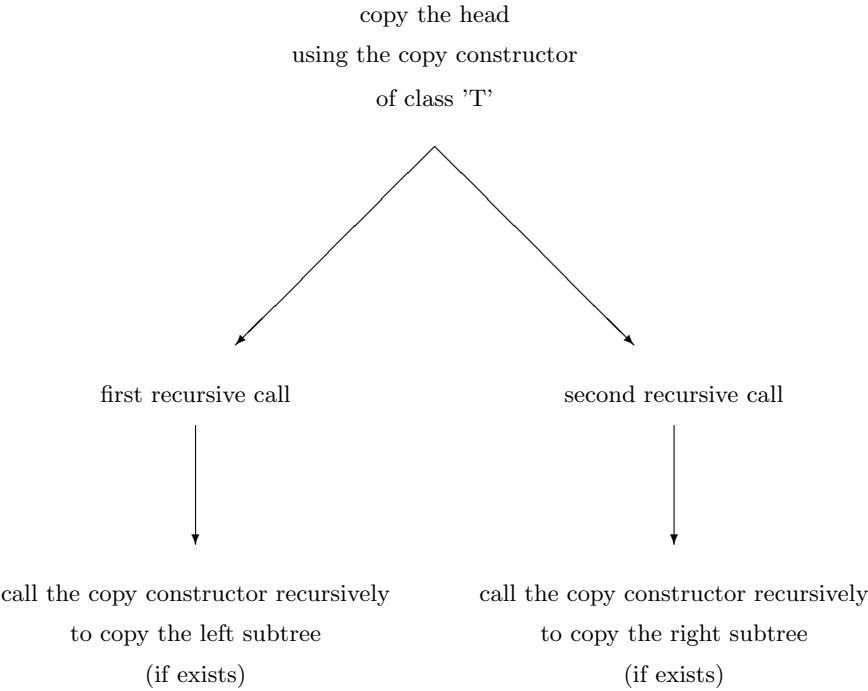 copy the head
using the copy constructor
of class 'T'
first recursive call
second recursive call
call the copy constructor recursively
to copy the left subtree
(if exists)
call the copy constructor recursively
to copy the right subtree
(if exists)